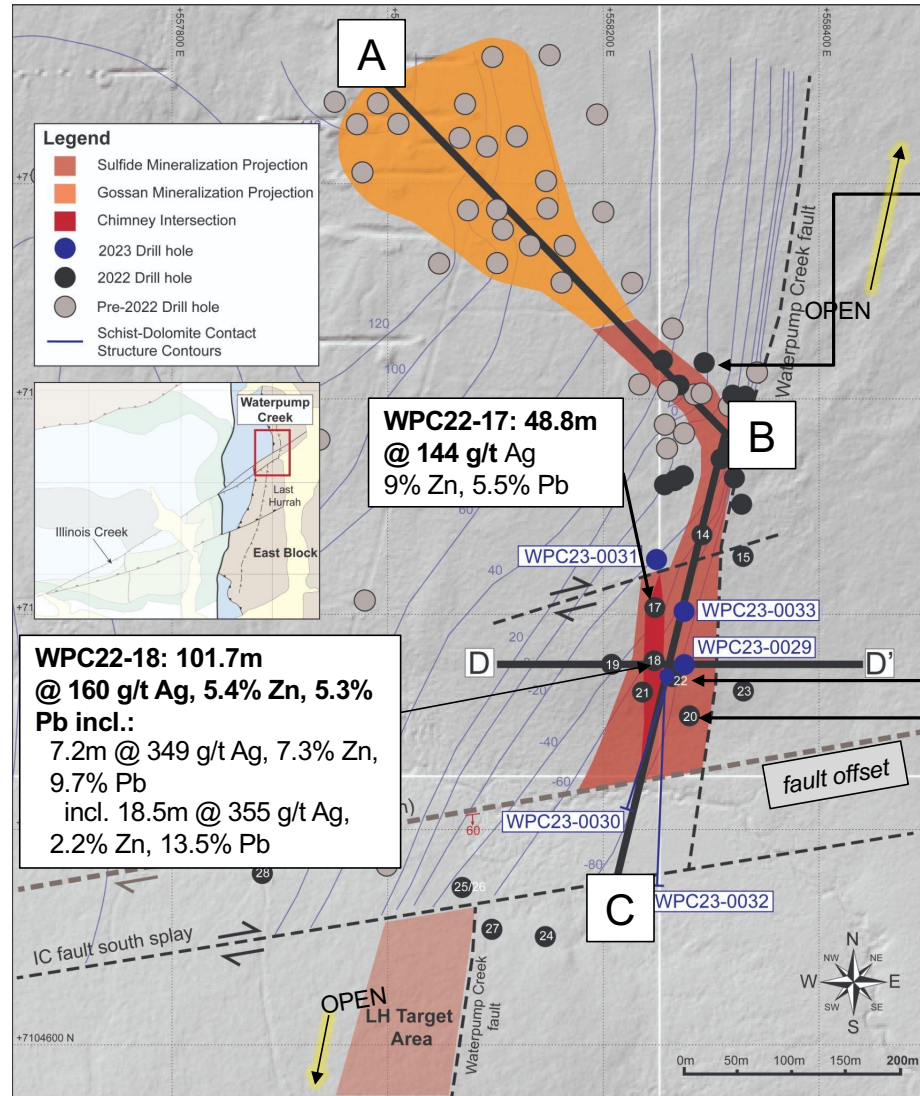 +557800 E
+558200 E
+558400 E
A
Legend
Sulfide Mineralization Projection
Gossan Mineralization Projection
Chimney Intersection
2023 Drill hole
2022 Drill hole
Pre-2022 Drill hole
Schist-Dolomite Contact
Structure Contours
OPEN
Waterpump Creek fault
120
100
60
40
20
0
-20
-40
-60
-80
Waterpump
Creek
Last
Hurrah
Illinois Creek
East Block
WPC22-17: 48.8m
@ 144 g/t Ag
9% Zn, 5.5% Pb
B
14
15
WPC23-0031
17
WPC23-0033
WPC23-0029
D
19
18
D'
22
21
23
20
WPC22-18: 101.7m
@ 160 g/t Ag, 5.4% Zn, 5.3%
Pb incl.:
7.2m @ 349 g/t Ag, 7.3% Zn,
9.7% Pb
incl. 18.5m @ 355 g/t Ag,
2.2% Zn, 13.5% Pb
fault offset
60
WPC23-0030
28
25/26
WPC23-0032
C
27
24
IC fault south splay
OPEN
LH Target
Area
Waterpump Creek
fault
N
NW NE
W E
SW SE
S
+7104600 N
0m 50m 100m 150m 200m